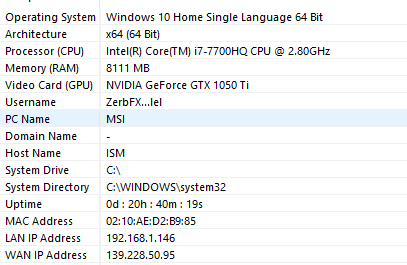 Operating System Windows 10 Home Single Language 64 Bit
Architecture x64 (64 Bit)
Processor (CPU) Intel(R) Core(TM) i7-7700HQ CPU @ 2.80GHz
Memory (RAM) 8111 MB
Video Card (GPU) NVIDIA GeForce GTX 1050 Ti
Username ZerbFX...lel
PC Name MSI
Domain Name -
Host Name ISM
System Drive C:\
System Directory C:\WINDOWS\system32
Uptime 0d : 20h : 40m : 19s
MAC Address 02:10:AE:D2:B9:85
LAN IP Address 192.168.1.146
WAN IP Address 139.228.50.95